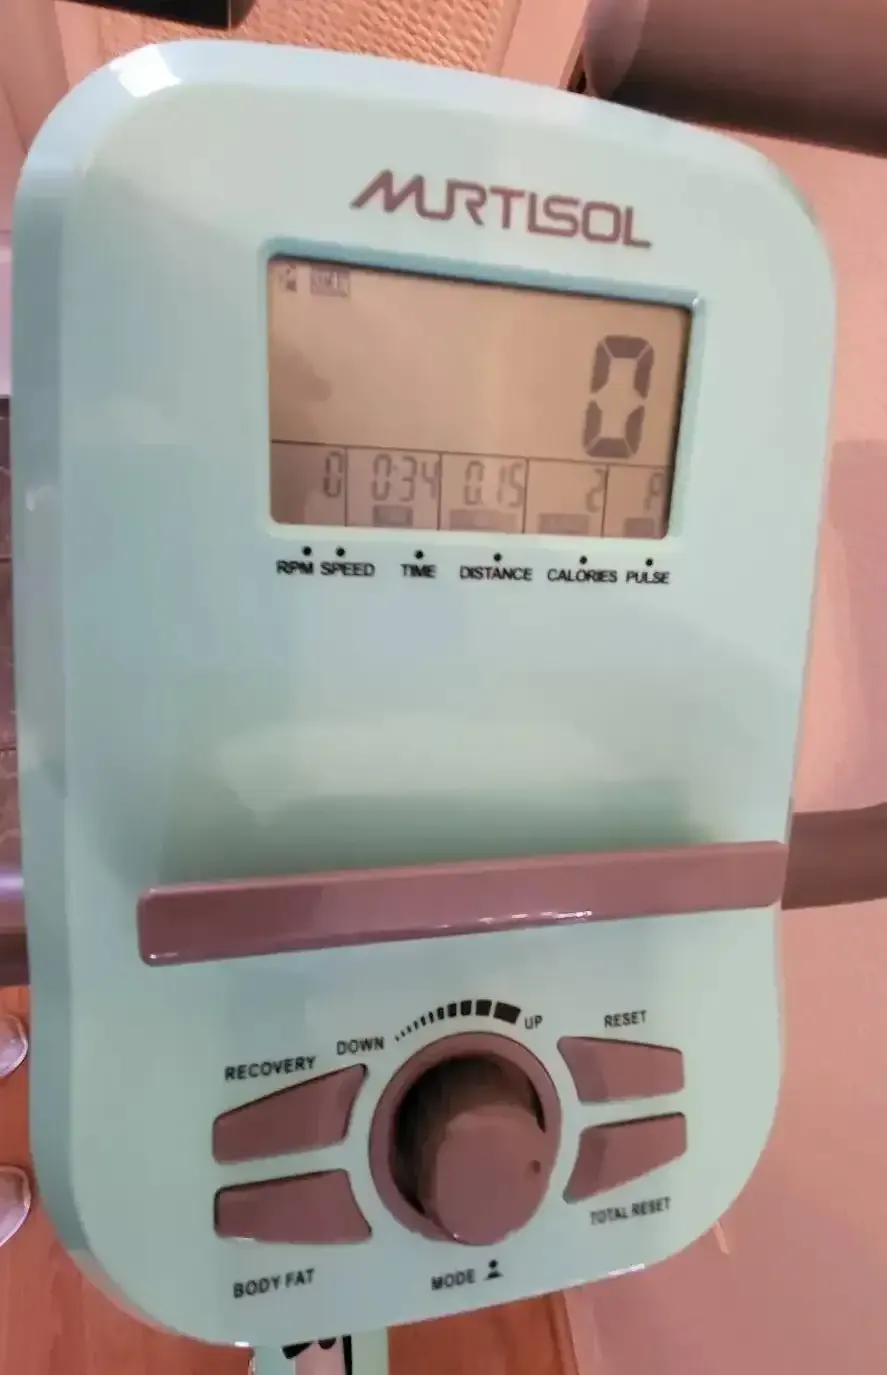 MURTISOL
0
0 0:34 0.15 2 P
RPM SPEED TIME DISTANCE CALORIES PULSE
DOWN UP
RECOVERY RESET
BODY FAT TOTAL RESET
MODE